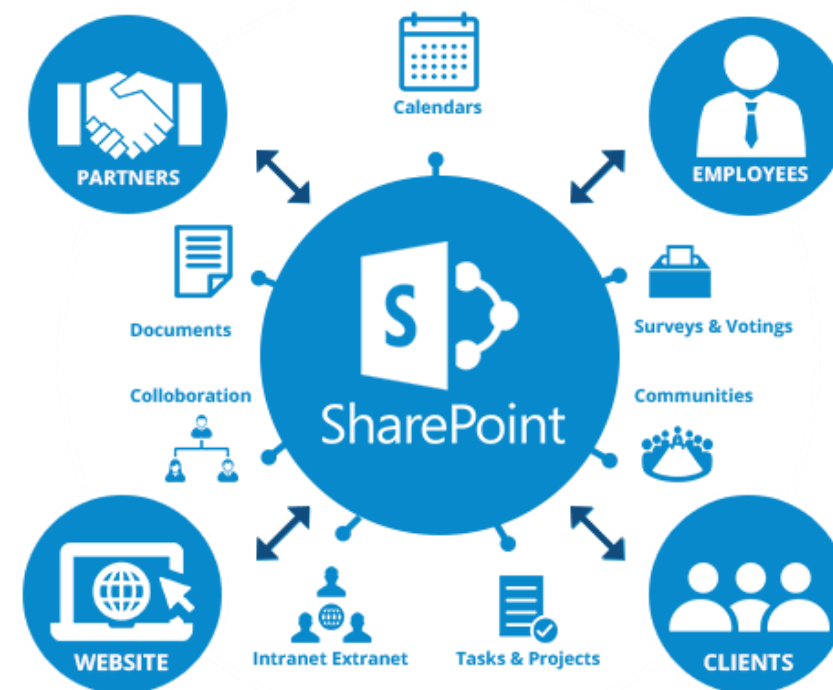 Calendars
PARTNERS
EMPLOYEES
Documents
Surveys & Votings
S
SharePoint
Colloboration
Communities
WEBSITE
Intranet Extranet
Tasks & Projects
CLIENTS